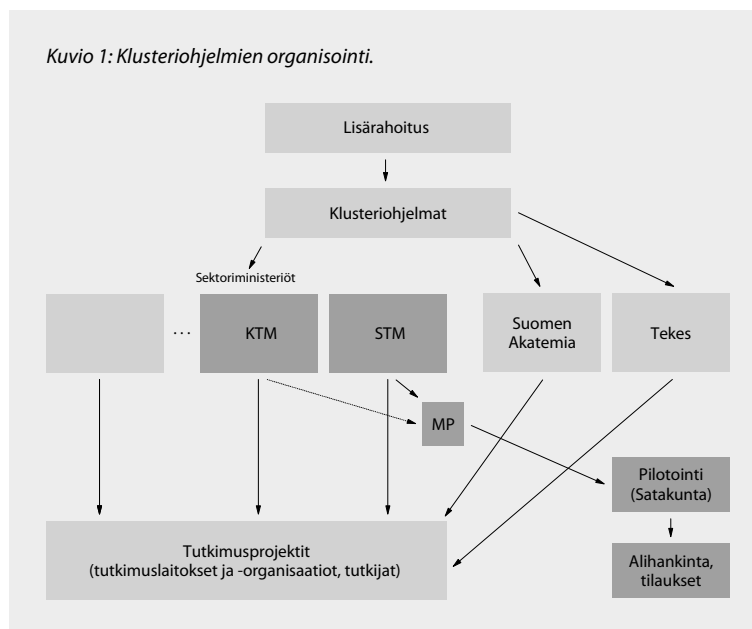 Kuvio 1: Klusteriohjelmien organisointi.
Lisärahoitus
Klusteriohjelmat
Sektoriministeriöt
...
KTM
STM
Suomen
Akatemia
Tekes
MP
Pilotointi
(Satakunta)
Tutkimusprojektit
(tutkimuslaitokset ja -organisaatiot, tutkijat)
Alihankinta,
tilaukset